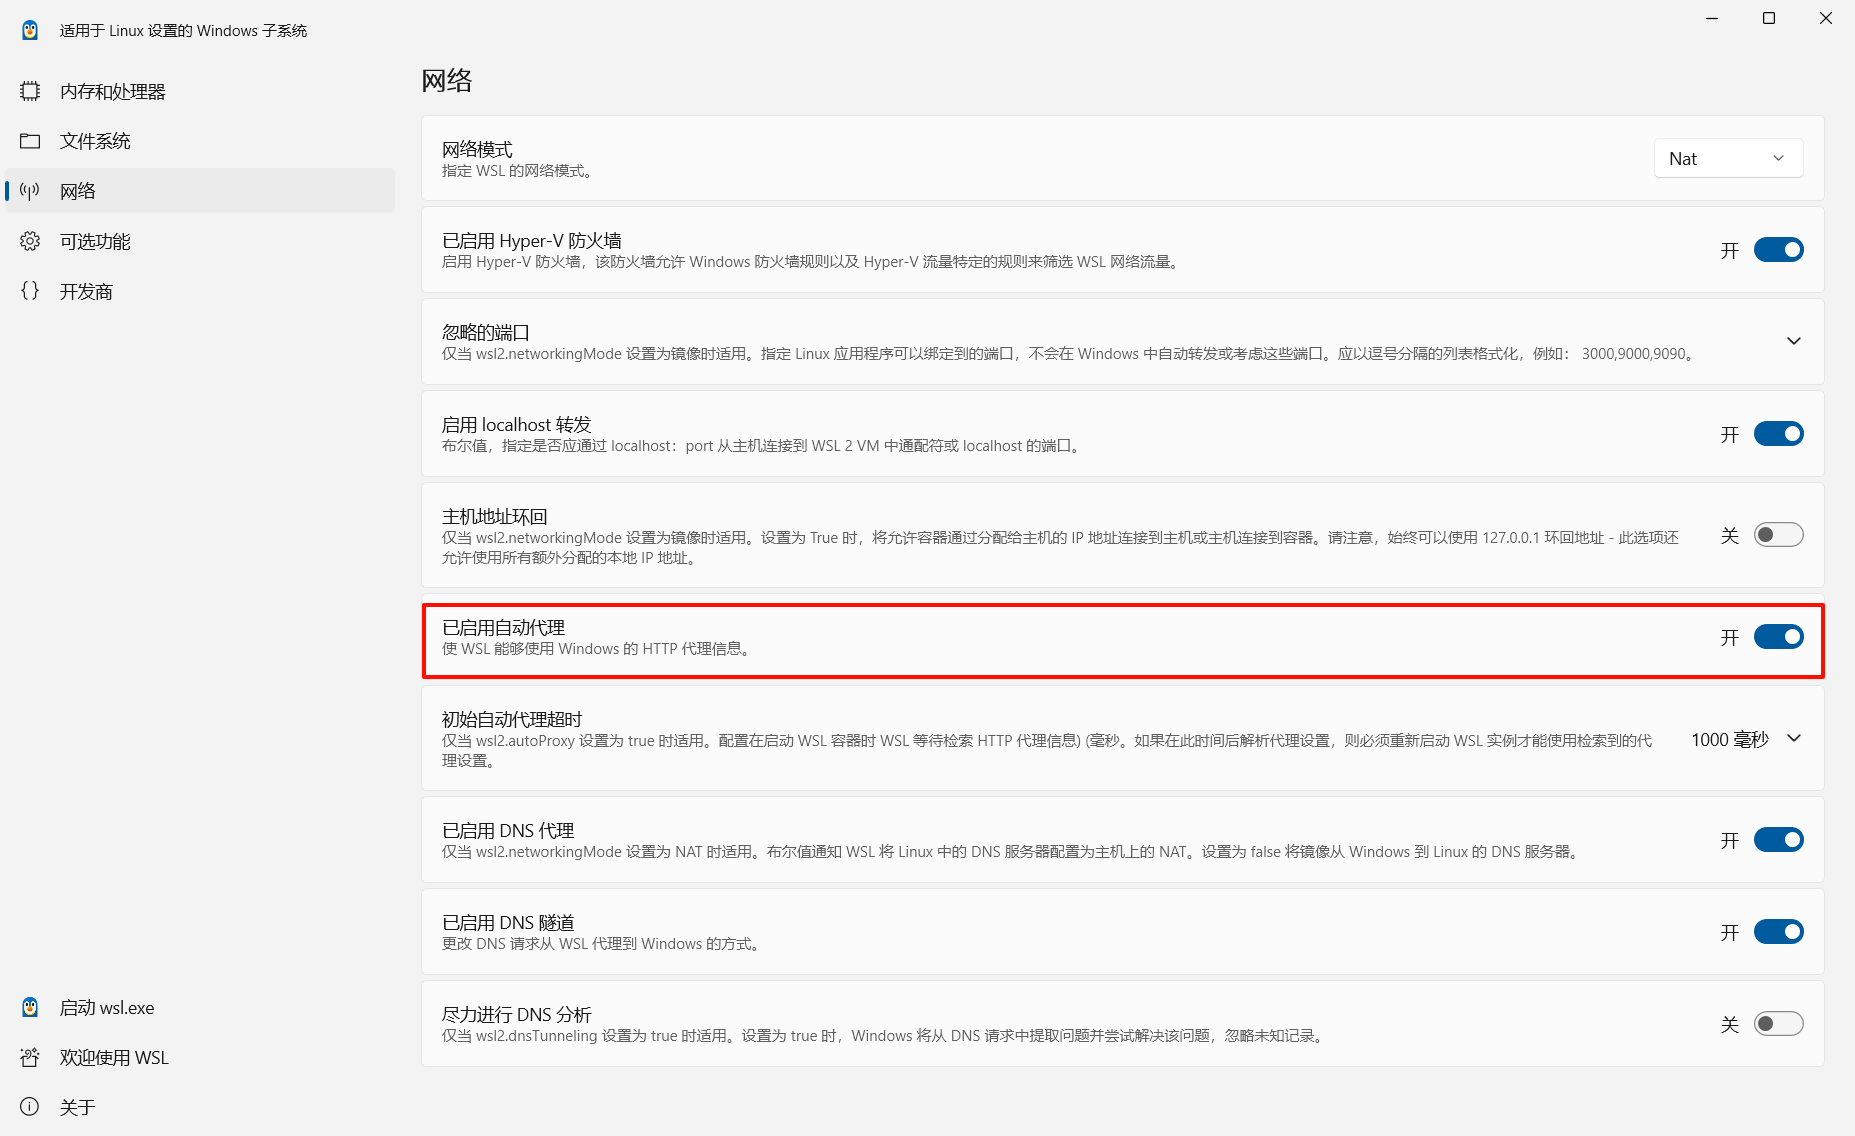 适用于 Linux 设置的 Windows 子系统
内存和处理器
文件系统
网络
可选功能
开发商
启动 wsl.exe
欢迎使用 WSL
关于
网络
网络模式
指定 WSL 的网络模式。
Nat
已启用 Hyper-V 防火墙
启用 Hyper-V 防火墙，该防火墙允许 Windows 防火墙规则以及 Hyper-V 流量特定的规则来筛选 WSL 网络流量。
开
忽略的端口
仅当 wsl2.networkingMode 设置为镜像时适用。指定 Linux 应用程序可以绑定到的端口，不会在 Windows 中自动转发或考虑这些端口。应以逗号分隔的列表格式化，例如： 3000,9000,9090。
启用 localhost 转发
布尔值，指定是否应通过 localhost：port 从主机连接到 WSL 2 VM 中通配符或 localhost 的端口。
开
主机地址环回
仅当 wsl2.networkingMode 设置为镜像时适用。设置为 True 时，将允许容器通过分配给主机的 IP 地址连接到主机或主机连接到容器。请注意，始终可以使用 127.0.0.1 环回地址 - 此选项还
允许使用所有额外分配的本地 IP 地址。
关
已启用自动代理
使 WSL 能够使用 Windows 的 HTTP 代理信息。
开
初始自动代理超时
仅当 wsl2.autoProxy 设置为 true 时适用。配置在启动 WSL 容器时 WSL 等待检索 HTTP 代理信息) (毫秒。如果在此时间后解析代理设置，则必须重新启动 WSL 实例才能使用检索到的代
理设置。
1000 毫秒
已启用 DNS 代理
仅当 wsl2.networkingMode 设置为 NAT 时适用。布尔值通知 WSL 将 Linux 中的 DNS 服务器配置为主机上的 NAT。设置为 false 将镜像从 Windows 到 Linux 的 DNS 服务器。
开
已启用 DNS 隧道
更改 DNS 请求从 WSL 代理到 Windows 的方式。
开
尽力进行 DNS 分析
仅当 wsl2.dnsTunneling 设置为 true 时适用。设置为 true 时，Windows 将从 DNS 请求中提取问题并尝试解决该问题，忽略未知记录。
关